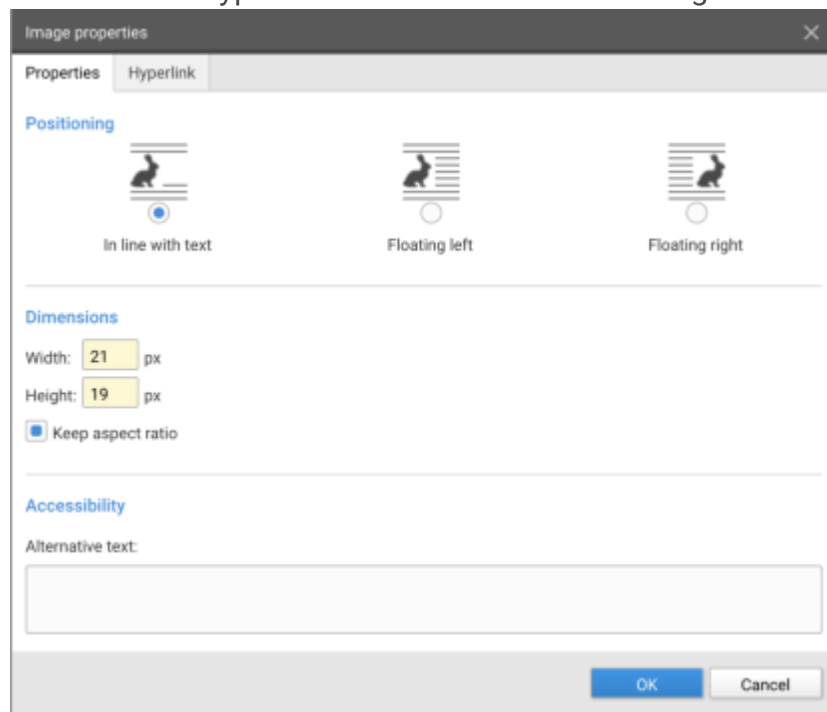 Image properties
Properties Hyperlink
Positioning
In line with text Floating left Floating right
Dimensions
Width: 21 px
Height: 19 px
Keep aspect ratio
Accessibility
Alternative text:
OK Cancel